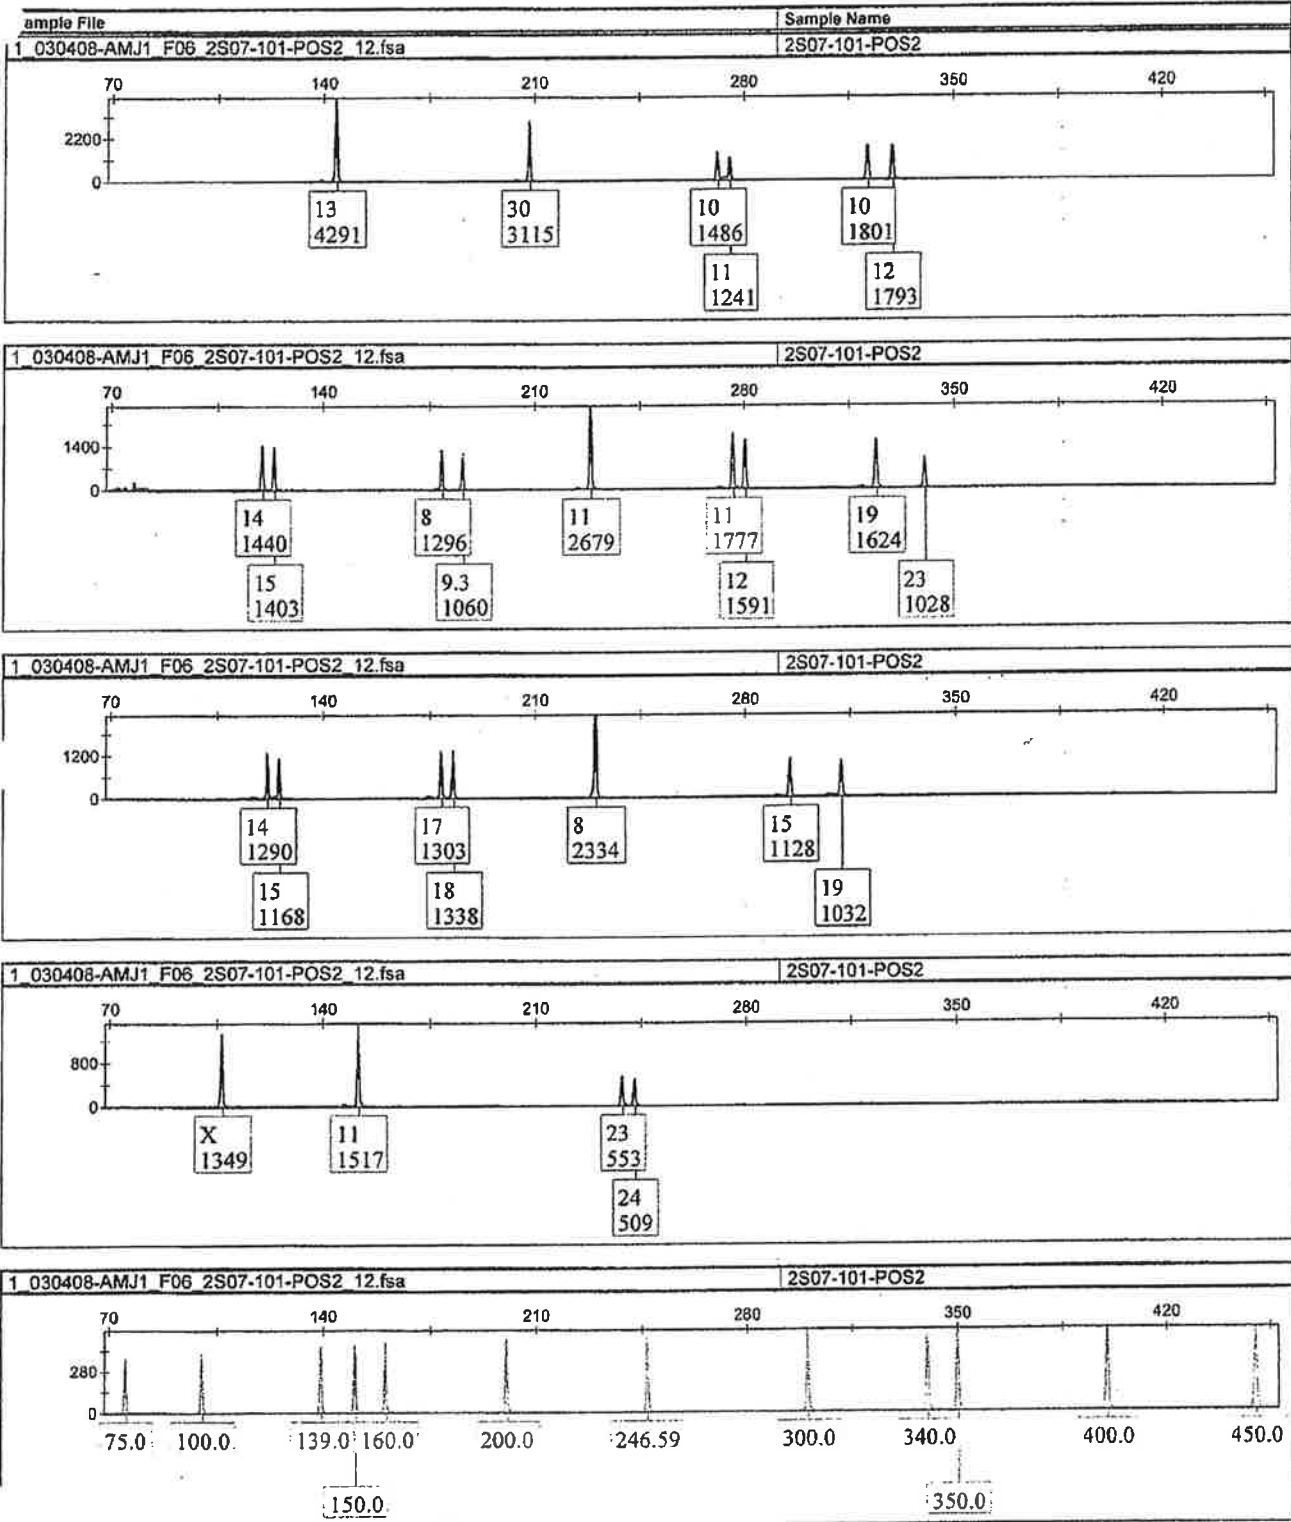 ample File Sample Name
1_030408-AMJ1_F06_2S07-101-POS2_12.fsa 2S07-101-POS2
70 140 210 280 350 420
2200
0
13 30 10 10
4291 3115 1486 1801
11 12
1241 1793
1_030408-AMJ1_F06_2S07-101-POS2_12.fsa 2S07-101-POS2
70 140 210 280 350 420
1400
0
14 8 11 11 19
1440 1296 2679 1777 1624
15 9.3 12 23
1403 1060 1591 1028
1_030408-AMJ1_F06_2S07-101-POS2_12.fsa 2S07-101-POS2
70 140 210 280 350 420
1200
0
14 17 8 15
1290 1303 2334 1128
15 18 19
1168 1338 1032
1_030408-AMJ1_F06_2S07-101-POS2_12.fsa 2S07-101-POS2
70 140 210 280 350 420
800
0
X 11 23
1349 1517 553
24
509
1_030408-AMJ1_F06_2S07-101-POS2_12.fsa 2S07-101-POS2
70 140 210 280 350 420
280
0
75.0 100.0 139.0 160.0 200.0 246.59 300.0 340.0 400.0 450.0
150.0 350.0